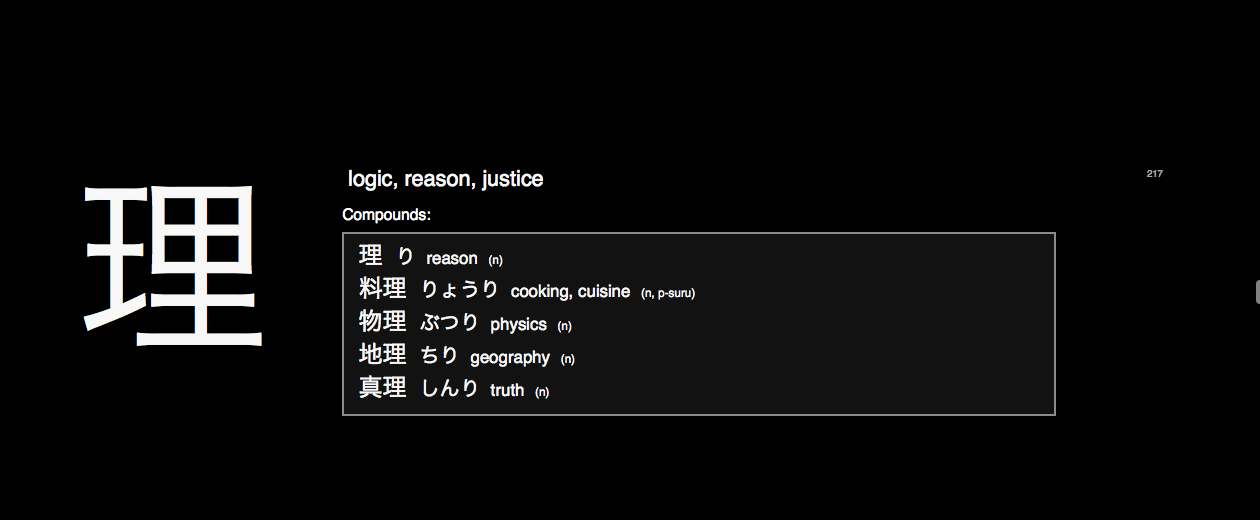 理
logic, reason, justice
217
Compounds:
理 り reason (n)
料理 りょうり cooking, cuisine (n, p-suru)
物理 ぶつり physics (n)
地理 ちり geography (n)
真理 しんり truth (n)